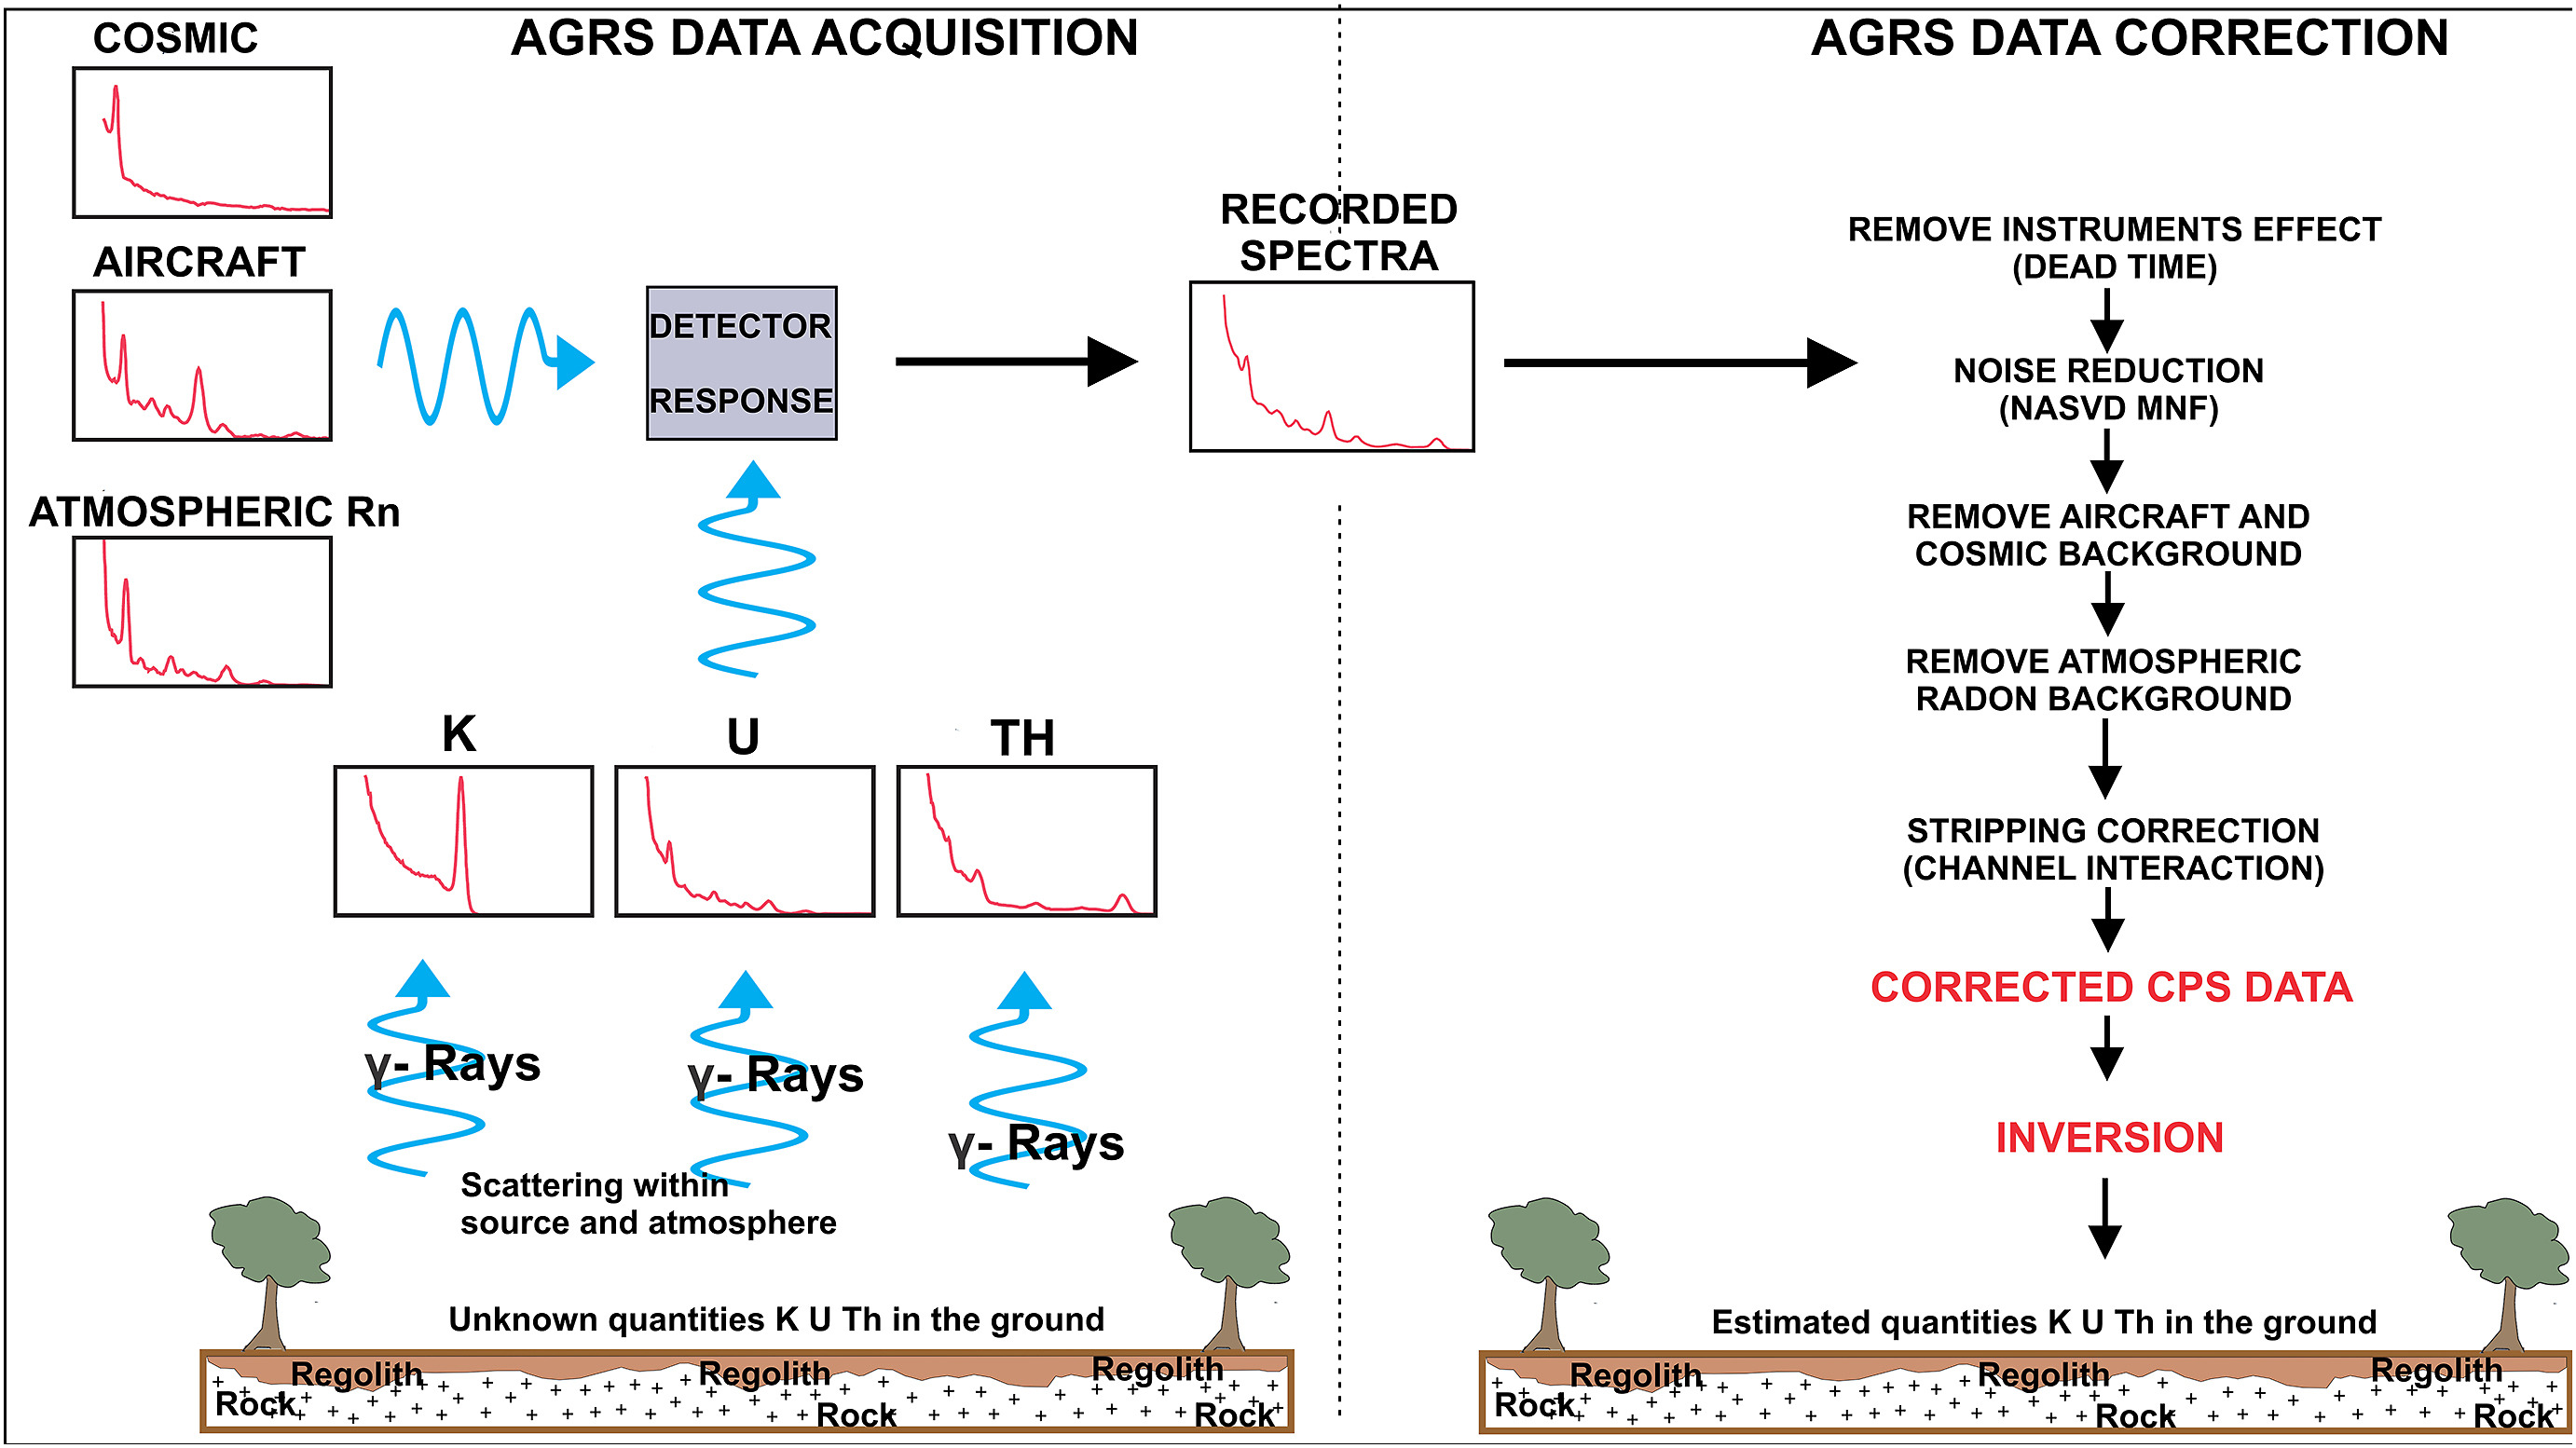 COSMIC
AGRS DATA ACQUISITION
AIRCRAFT
ATMOSPHERIC Rn
DETECTOR
RESPONSE
RECORDED
SPECTRA
K
U
TH
γ- Rays
γ- Rays
γ- Rays
Scattering within
source and atmosphere
Unknown quantities K U Th in the ground
Regolith
Regolith
Regolith
Rock
Rock
Rock
AGRS DATA CORRECTION
REMOVE INSTRUMENTS EFFECT
(DEAD TIME)
NOISE REDUCTION
(NASVD MNF)
REMOVE AIRCRAFT AND
COSMIC BACKGROUND
REMOVE ATMOSPHERIC
RADON BACKGROUND
STRIPPING CORRECTION
(CHANNEL INTERACTION)
CORRECTED CPS DATA
INVERSION
Estimated quantities K U Th in the ground
Regolith
Regolith
Regolith
Rock
Rock
Rock